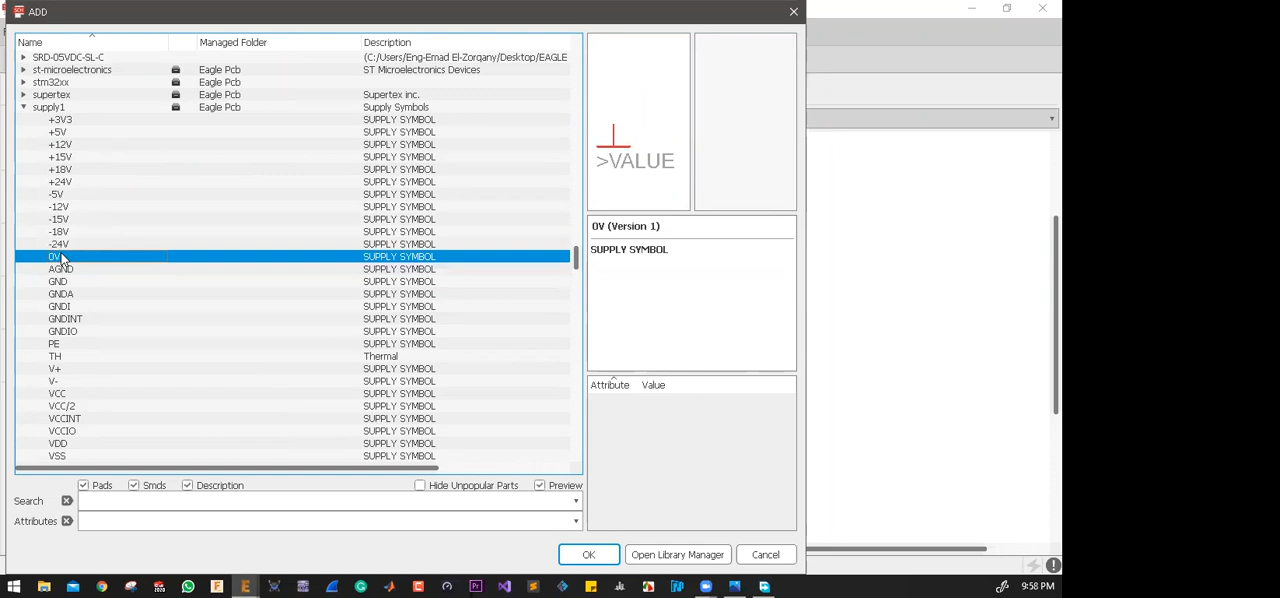 ADD
Name Managed Folder Description
SRD-05VDC-SL-C (C:/Users/Eng-Emad El-Zorgany/Desktop/EAGLE
st-microelectronics Eagle Pcb ST Microelectronics Devices
stm32xx Eagle Pcb
supertex Eagle Pcb Supertex inc.
supply1 Eagle Pcb Supply Symbols
+3V3 SUPPLY SYMBOL
+5V SUPPLY SYMBOL
+12V SUPPLY SYMBOL
+15V SUPPLY SYMBOL
+18V SUPPLY SYMBOL
+24V SUPPLY SYMBOL
-5V SUPPLY SYMBOL
-12V SUPPLY SYMBOL
-15V SUPPLY SYMBOL
-18V SUPPLY SYMBOL
-24V SUPPLY SYMBOL
0V SUPPLY SYMBOL
AGND SUPPLY SYMBOL
GND SUPPLY SYMBOL
GNDA SUPPLY SYMBOL
GNDI SUPPLY SYMBOL
GNDINT SUPPLY SYMBOL
GNDIO SUPPLY SYMBOL
PE SUPPLY SYMBOL
TH Thermal
V+ SUPPLY SYMBOL
V- SUPPLY SYMBOL
VCC SUPPLY SYMBOL
VCC/2 SUPPLY SYMBOL
VCCINT SUPPLY SYMBOL
VCCIO SUPPLY SYMBOL
VDD SUPPLY SYMBOL
VSS SUPPLY SYMBOL
>VALUE
0V (Version 1)
SUPPLY SYMBOL
Attribute Value
Pads Smds Description Hide Unpopular Parts Preview
Search
Attributes
OK Open Library Manager Cancel
9:58 PM